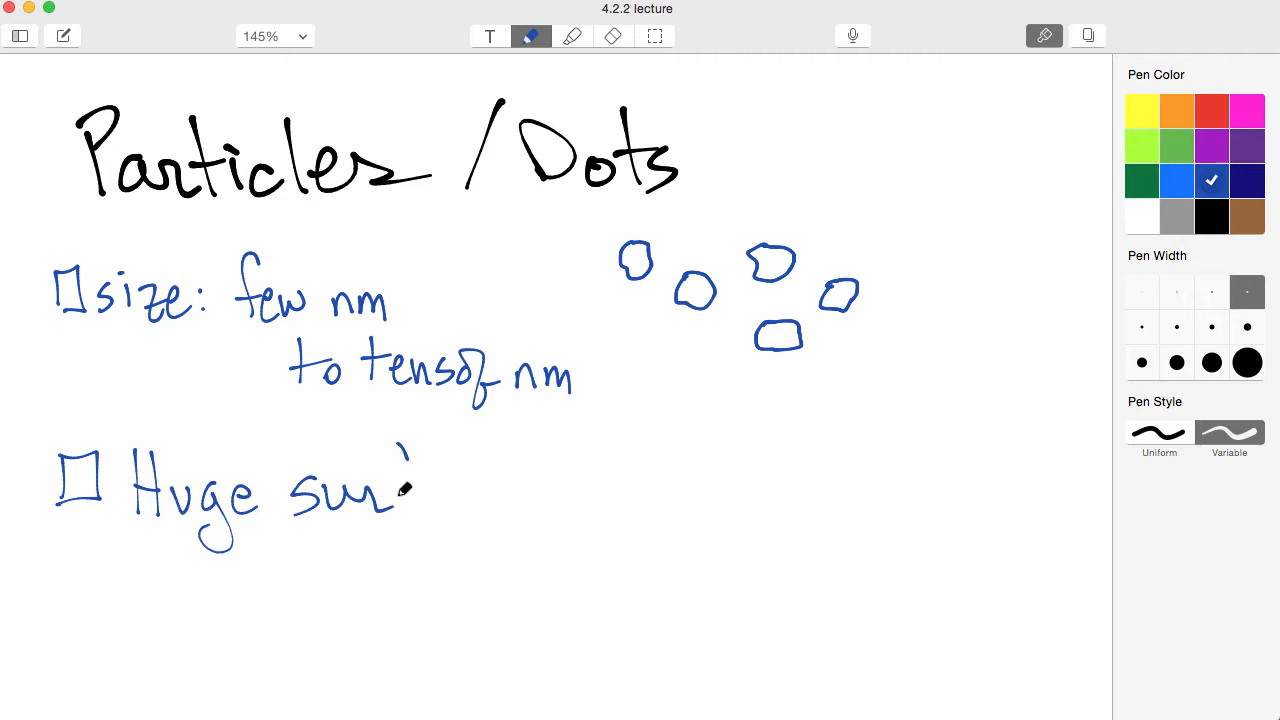 4.2.2 lecture
145%
T
Pen Color
Particles / Dots
size: few nm
to tens of nm
Huge sur
Pen Width
Pen Style
Uniform Variable